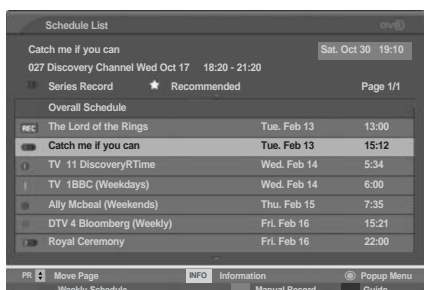 Schedule List
Catch me if you can Sat. Oct 30 19:10
027 Discovery Channel Wed Oct 17 18:20 - 21:20
Series Record Recommended Page 1/1
Overall Schedule
REC The Lord of the Rings Tue. Feb 13 13:00
Catch me if you can Tue. Feb 13 15:12
TV 11 DiscoveryRTime Wed. Feb 14 5:34
TV 1BBC (Weekdays) Wed. Feb 14 6:00
Ally Mcbeal (Weekends) Thu. Feb 15 7:35
DTV 4 Bloomberg (Weekly) Fri. Feb 16 15:21
Royal Ceremony Fri. Feb 16 22:00
PR Move Page INFO Information Popup Menu
Weekly Schedule Manual Record Guide